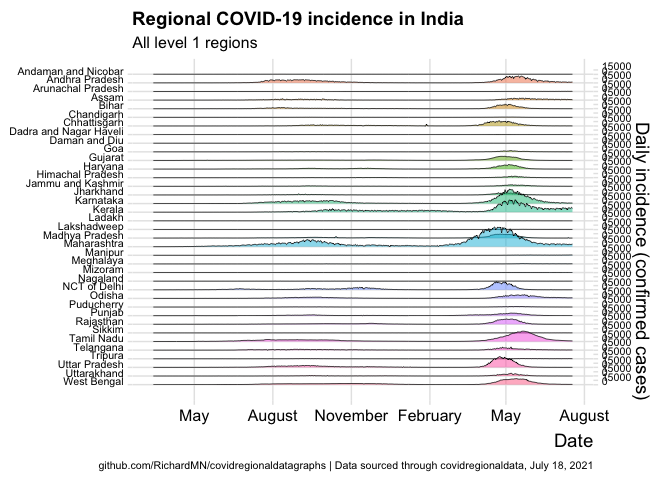 Regional COVID-19 incidence in India
All level 1 regions
Andaman and Nicobar
Andhra Pradesh
Arunachal Pradesh
Assam
Bihar
Chandigarh
Chhattisgarh
Dadra and Nagar Haveli
Daman and Diu
Goa
Gujarat
Haryana
Himachal Pradesh
Jammu and Kashmir
Jharkhand
Karnataka
Kerala
Ladakh
Lakshadweep
Madhya Pradesh
Maharashtra
Manipur
Meghalaya
Mizoram
Nagaland
NCT of Delhi
Odisha
Puducherry
Punjab
Rajasthan
Sikkim
Tamil Nadu
Telangana
Tripura
Uttar Pradesh
Uttarakhand
West Bengal
15000
Daily incidence (confirmed cases)
May August November February May August
Date
github.com/RichardMN/covidregionaldatagraphs | Data sourced through covidregionaldata, July 18, 2021